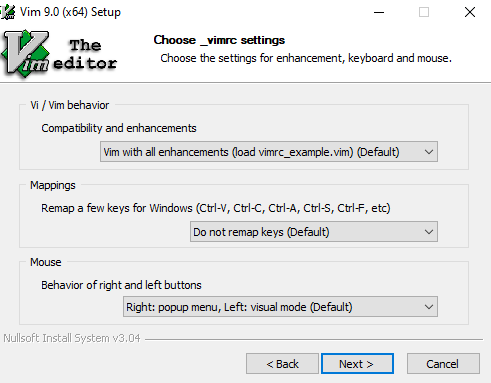 Vim 9.0 (x64) Setup
Vim
The
editor
Choose _vimrc settings
Choose the settings for enhancement, keyboard and mouse.
Vi / Vim behavior
Compatibility and enhancements
Vim with all enhancements (load vimrc_example.vim) (Default)
Mappings
Remap a few keys for Windows (Ctrl-V, Ctrl-C, Ctrl-A, Ctrl-S, Ctrl-F, etc)
Do not remap keys (Default)
Mouse
Behavior of right and left buttons
Right: popup menu, Left: visual mode (Default)
Nullsoft Install System v3.04
< Back Next > Cancel